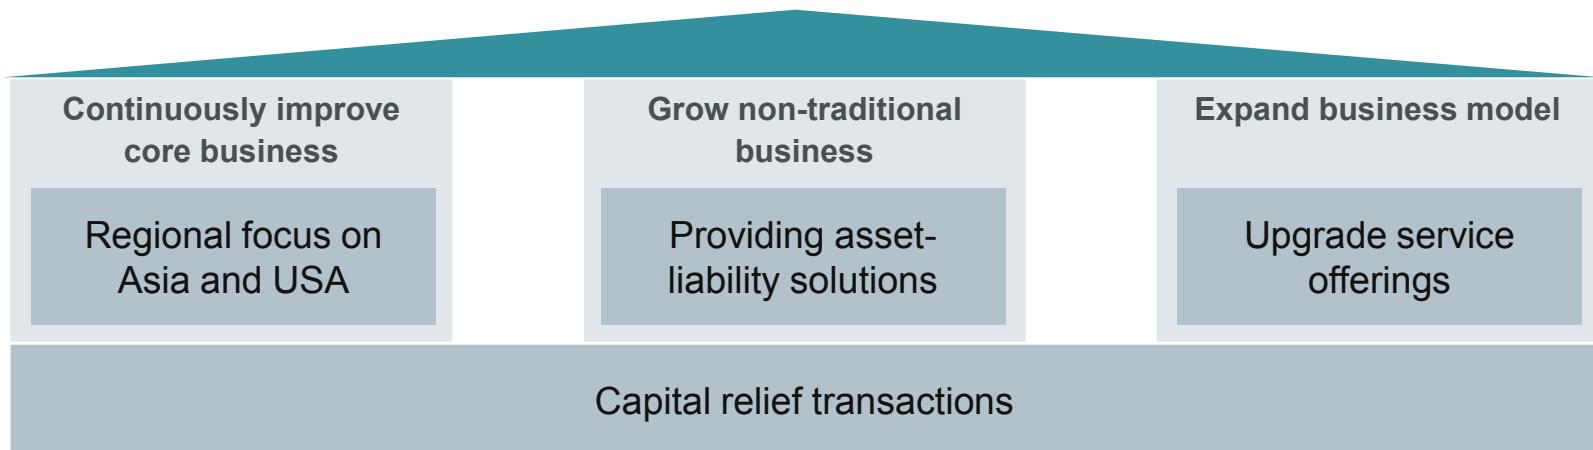 Continuously improve
core business
Regional focus on
Asia and USA
Grow non-traditional
business
Providing asset-
liability solutions
Expand business model
Upgrade service
offerings
Capital relief transactions